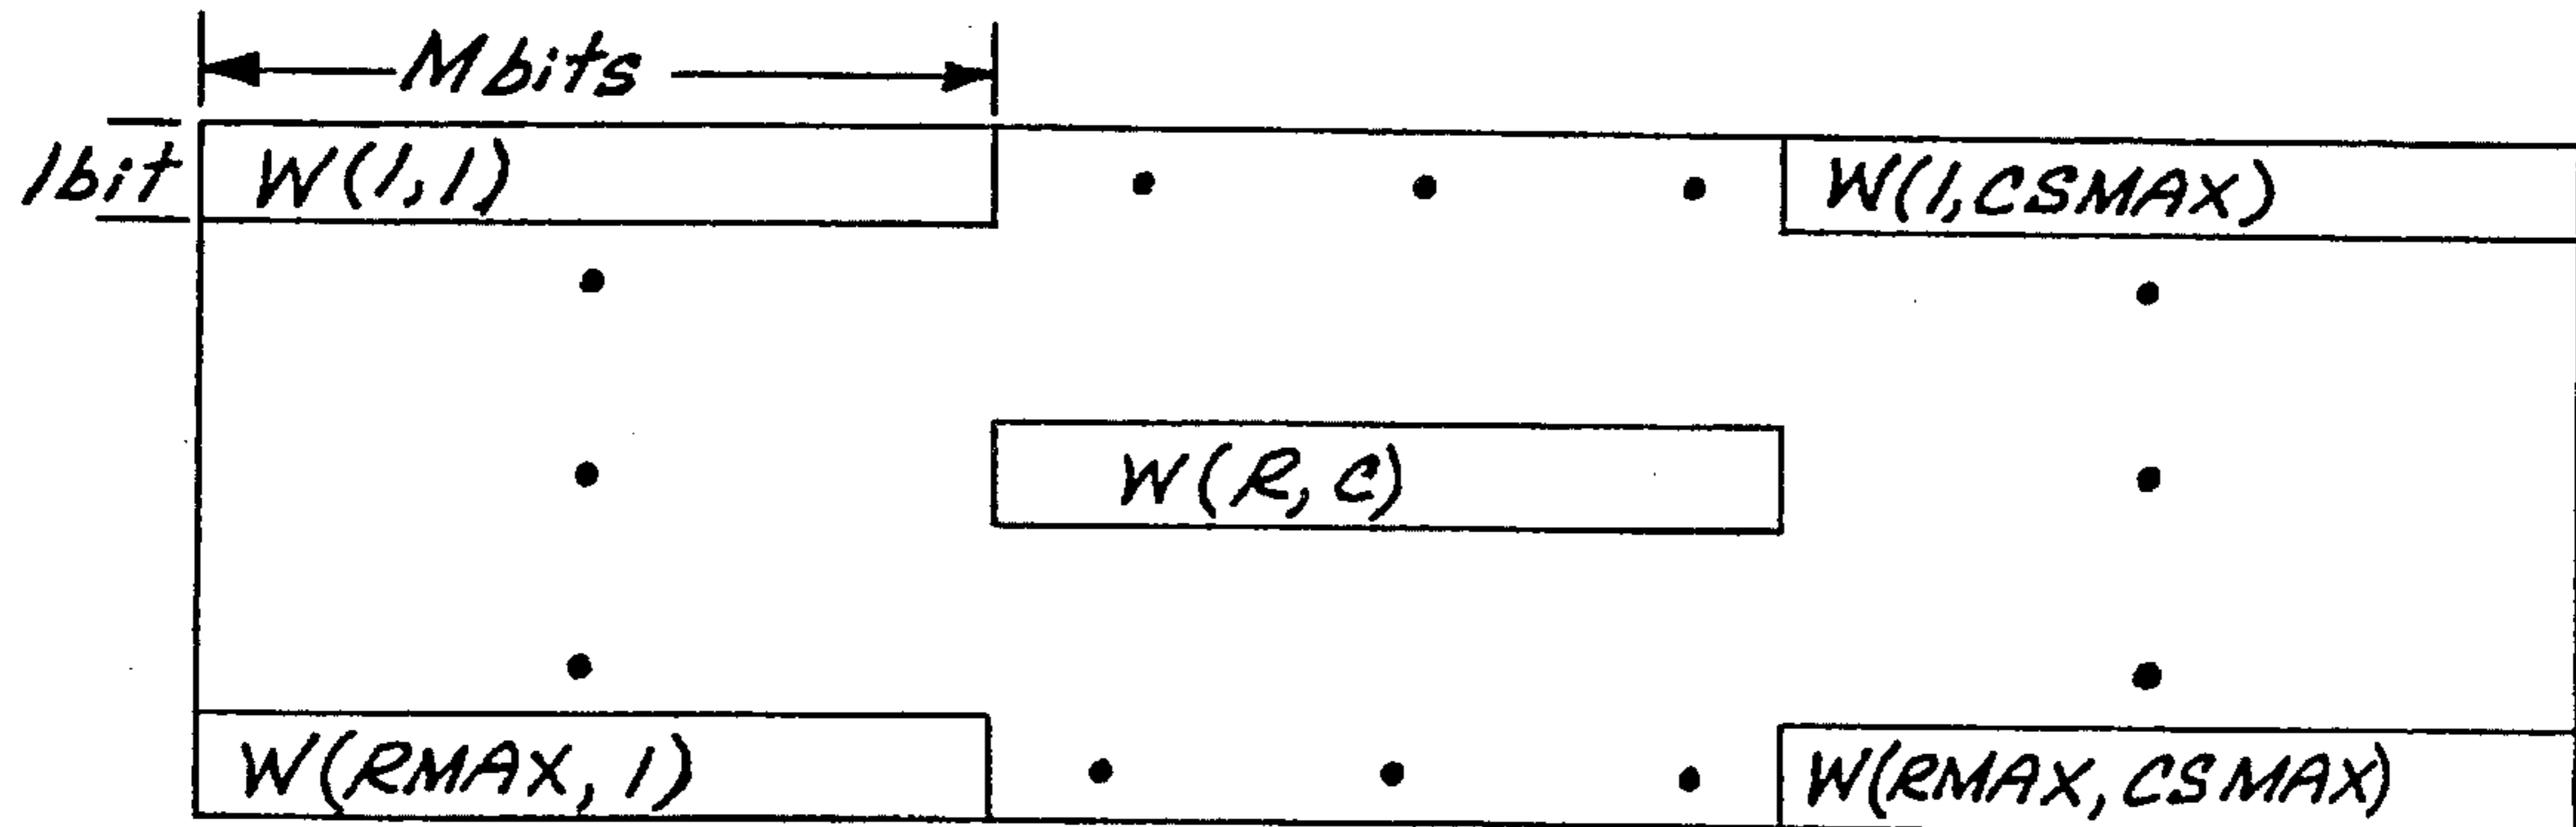 M bits
1 bit W(1,1) W(1,CSMAX)
W(R,C)
W(RMAX,1) W(RMAX,CSMAX)